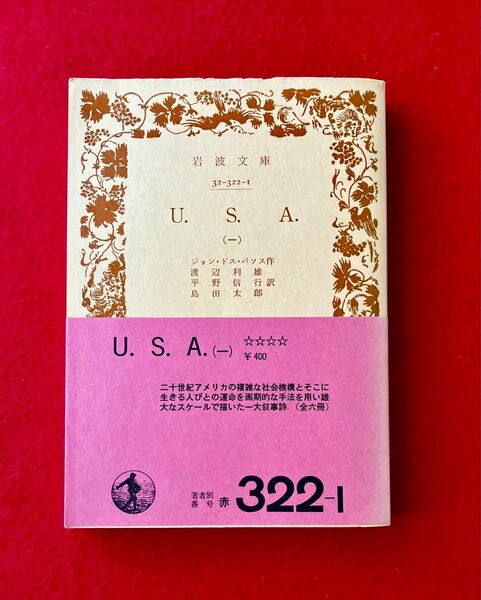 岩波文庫
32-322-1
U. S. A.
(一)
ジョン・ドス・パソス作
渡辺利雄
平野信行訳
島田太郎
U. S. A.(一) ☆☆☆☆
¥400
二十世紀アメリカの複雑な社会機構とそこに
生きる人びとの運命を画期的な手法を用い雄
大なスケールで描いた一大叙事詩.(全六冊)
著者別
番号 赤 322-1